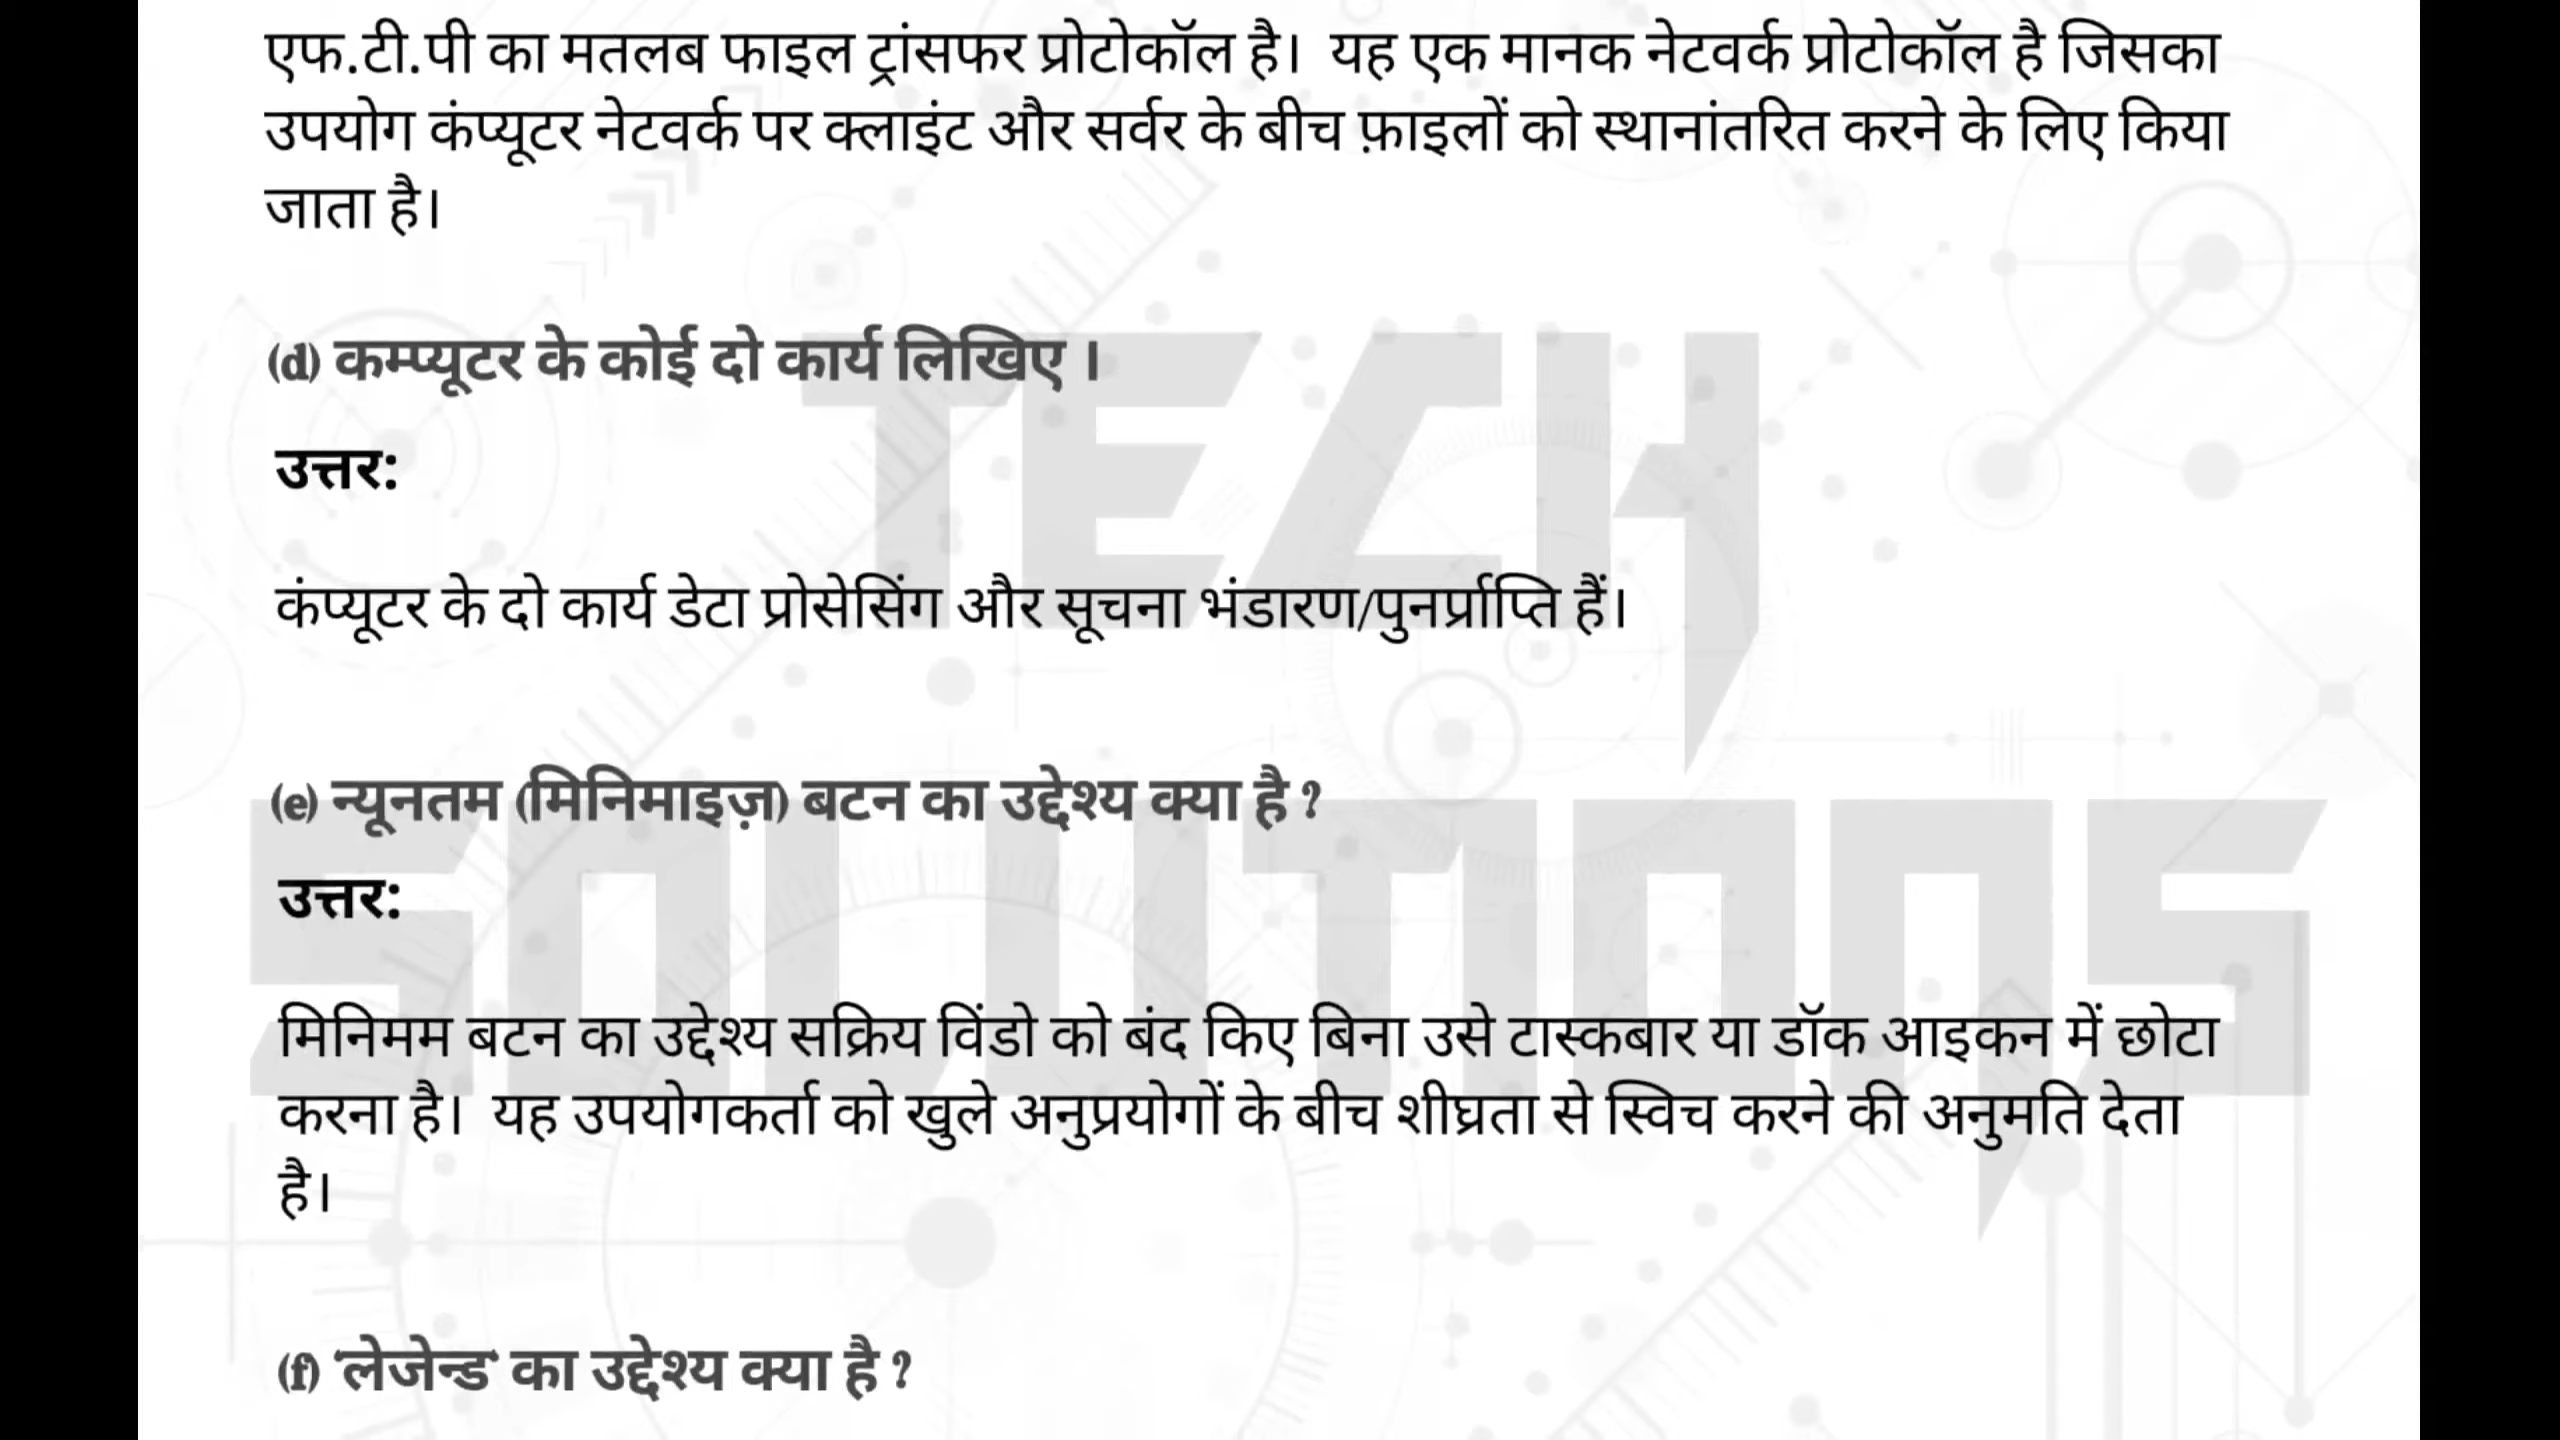 एफ.टी.पी का मतलब फाइल ट्रांसफर प्रोटोकॉल है।  यह एक मानक नेटवर्क प्रोटोकॉल है जिसका
उपयोग कंप्यूटर नेटवर्क पर क्लाइंट और सर्वर के बीच फ़ाइलों को स्थानांतरित करने के लिए किया
जाता है।
(d) कम्प्यूटर के कोई दो कार्य लिखिए ।
उत्तर:
TECH
कंप्यूटर के दो कार्य डेटा प्रोसेसिंग और सूचना भंडारण/पुनर्प्राप्ति हैं।
(e) न्यूनतम (मिनिमाइज़) बटन का उद्देश्य क्या है ?
उत्तर:
SOLUTIONS
मिनिमम बटन का उद्देश्य सक्रिय विंडो को बंद किए बिना उसे टास्कबार या डॉक आइकन में छोटा
करना है।  यह उपयोगकर्ता को खुले अनुप्रयोगों के बीच शीघ्रता से स्विच करने की अनुमति देता
है।
(f) 'लेजेन्ड' का उद्देश्य क्या है ?